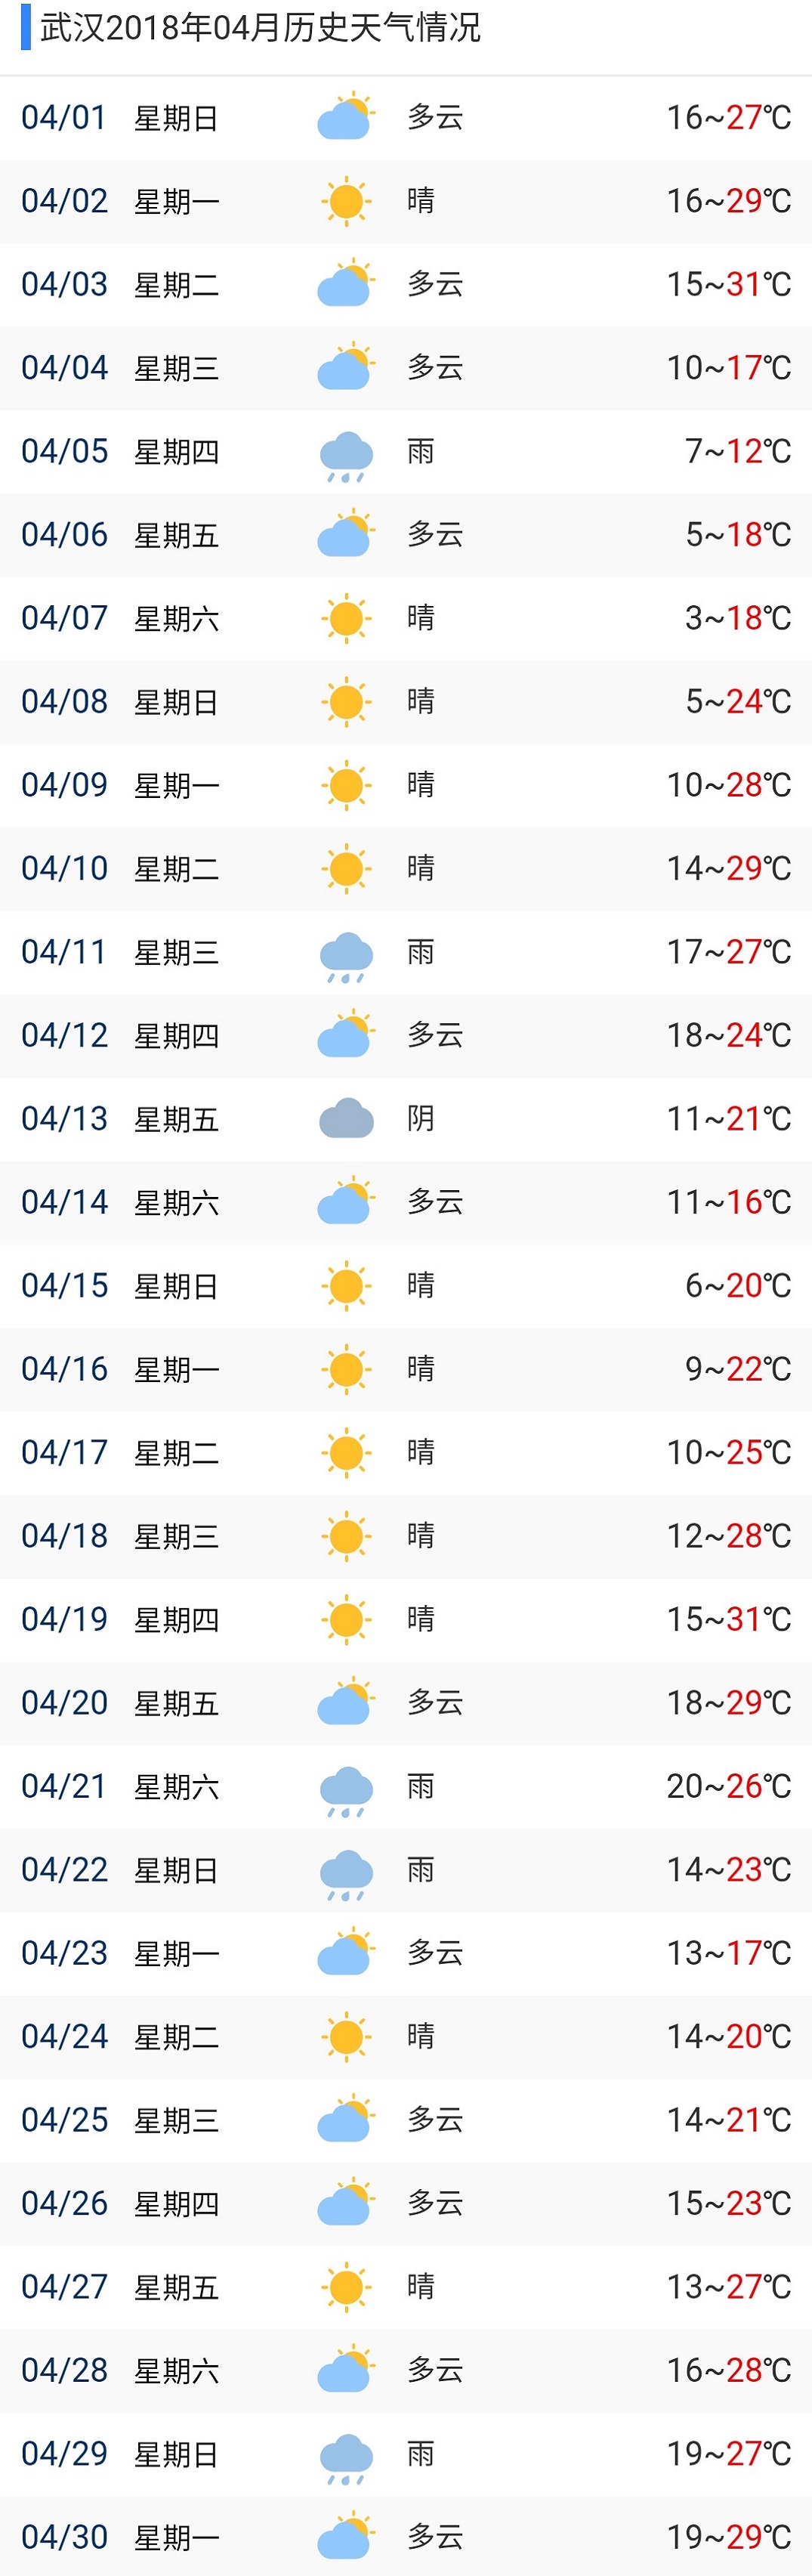 武汉2018年04月历史天气情况
04/01 星期日 多云 16~27℃
04/02 星期一 晴 16~29℃
04/03 星期二 多云 15~31℃
04/04 星期三 多云 10~17℃
04/05 星期四 雨 7~12℃
04/06 星期五 多云 5~18℃
04/07 星期六 晴 3~18℃
04/08 星期日 晴 5~24℃
04/09 星期一 晴 10~28℃
04/10 星期二 晴 14~29℃
04/11 星期三 雨 17~27℃
04/12 星期四 多云 18~24℃
04/13 星期五 阴 11~21℃
04/14 星期六 多云 11~16℃
04/15 星期日 晴 6~20℃
04/16 星期一 晴 9~22℃
04/17 星期二 晴 10~25℃
04/18 星期三 晴 12~28℃
04/19 星期四 晴 15~31℃
04/20 星期五 多云 18~29℃
04/21 星期六 雨 20~26℃
04/22 星期日 雨 14~23℃
04/23 星期一 多云 13~17℃
04/24 星期二 晴 14~20℃
04/25 星期三 多云 14~21℃
04/26 星期四 多云 15~23℃
04/27 星期五 晴 13~27℃
04/28 星期六 多云 16~28℃
04/29 星期日 雨 19~27℃
04/30 星期一 多云 19~29℃